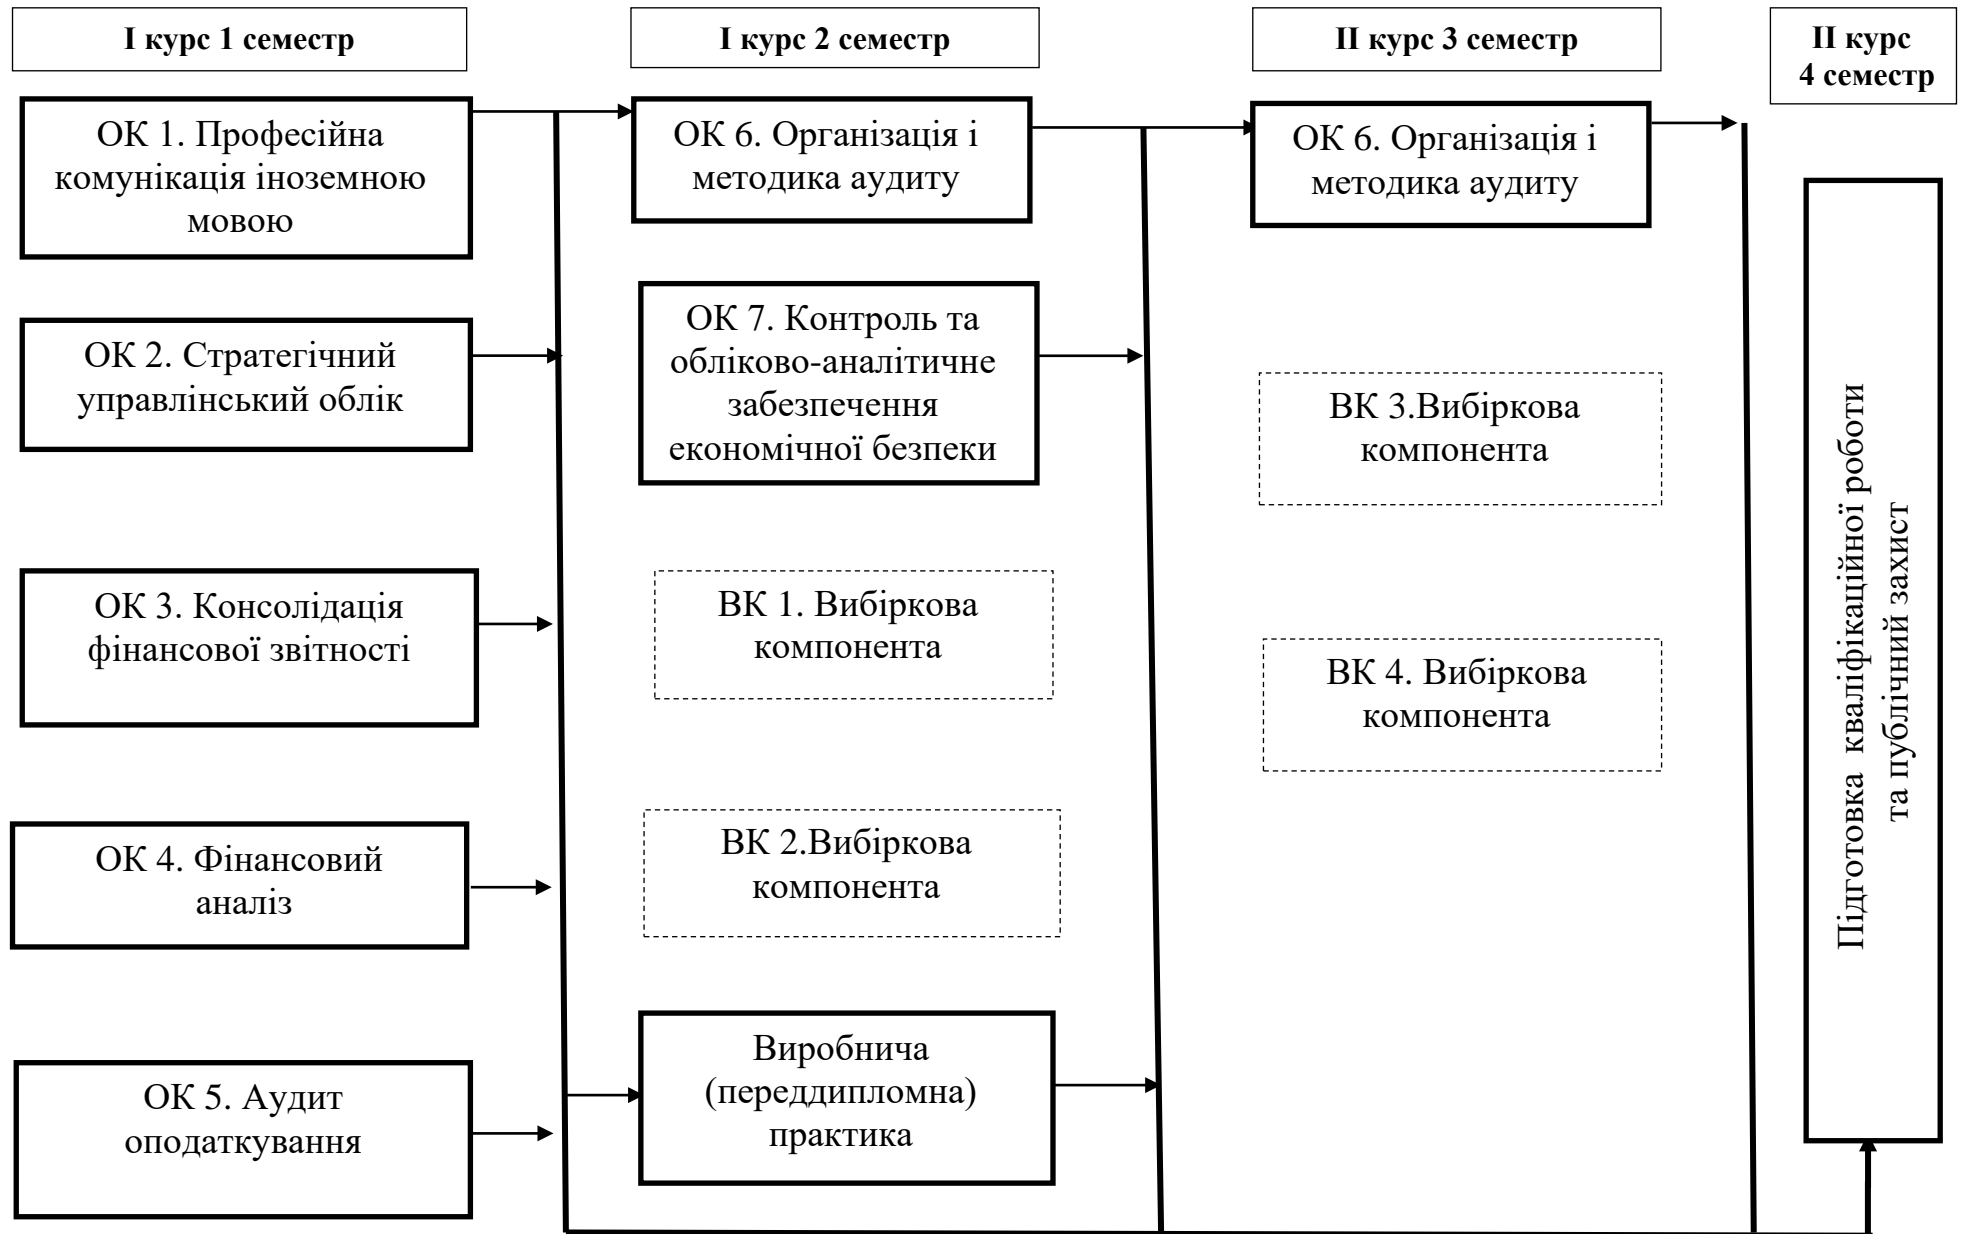 І курс 1 семестр
І курс 2 семестр
ІІ курс 3 семестр
ІІ курс
4 семестр
ОК 1. Професійна
комунікація іноземною
мовою
ОК 2. Стратегічний
управлінський облік
ОК 3. Консолідація
фінансової звітності
ОК 4. Фінансовий
аналіз
ОК 5. Аудит
оподаткування
ОК 6. Організація і
методика аудиту
ОК 7. Контроль та
обліково-аналітичне
забезпечення
економічної безпеки
ВК 1. Вибіркова
компонента
ВК 2.Вибіркова
компонента
Виробнича
(переддипломна)
практика
ОК 6. Організація і
методика аудиту
ВК 3.Вибіркова
компонента
ВК 4. Вибіркова
компонента
Підготовка кваліфікаційної роботи
та публічний захист